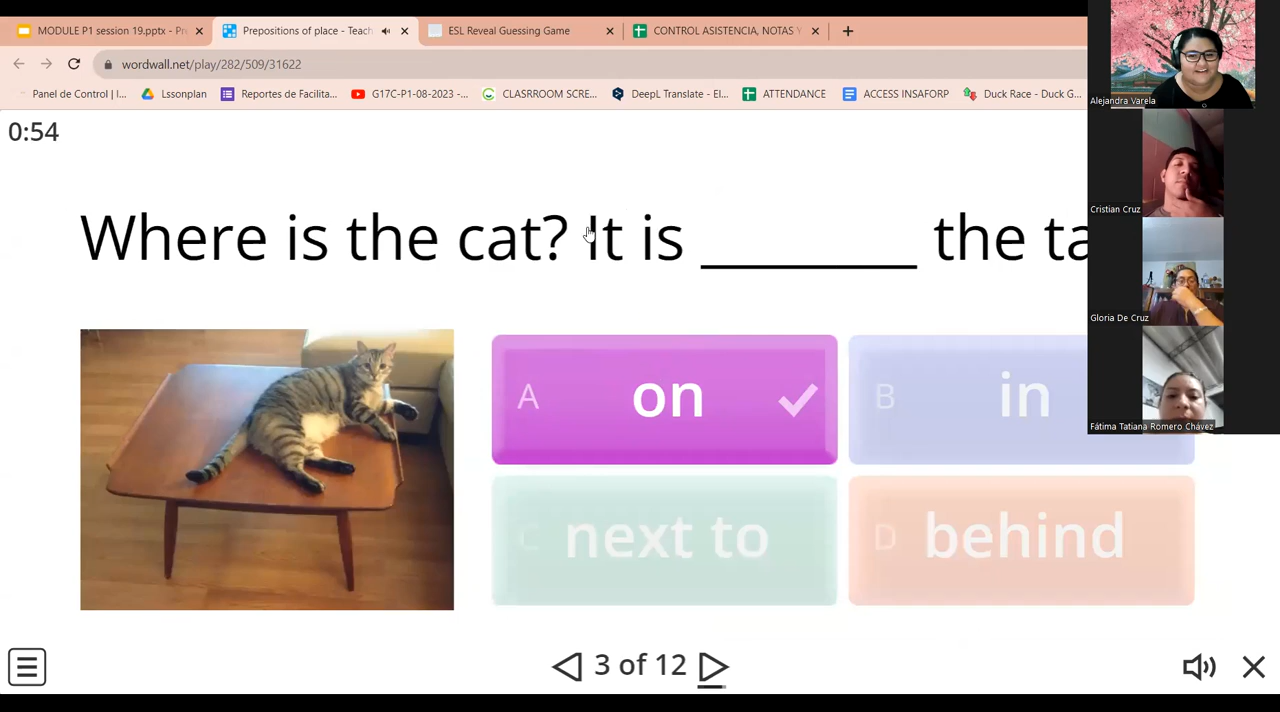 MODULE P1 session 19.pptx - Pr
Prepositions of place - Teach
ESL Reveal Guessing Game
CONTROL ASISTENCIA, NOTAS Y
wordwall.net/play/282/509/31622
Panel de Control | I...
Lssonplan
Reportes de Facilita...
G17C-P1-08-2023 -...
CLASRROOM SCRE...
DeepL Translate - El...
ATTENDANCE
ACCESS INSAFORP
Duck Race - Duck G...
Alejandra Varela
0:54
Cristian Cruz
Where is the cat? It is ________ the ta
Gloria De Cruz
A on
B in
Fátima Tatiana Romero Chávez
C next to
D behind
3 of 12